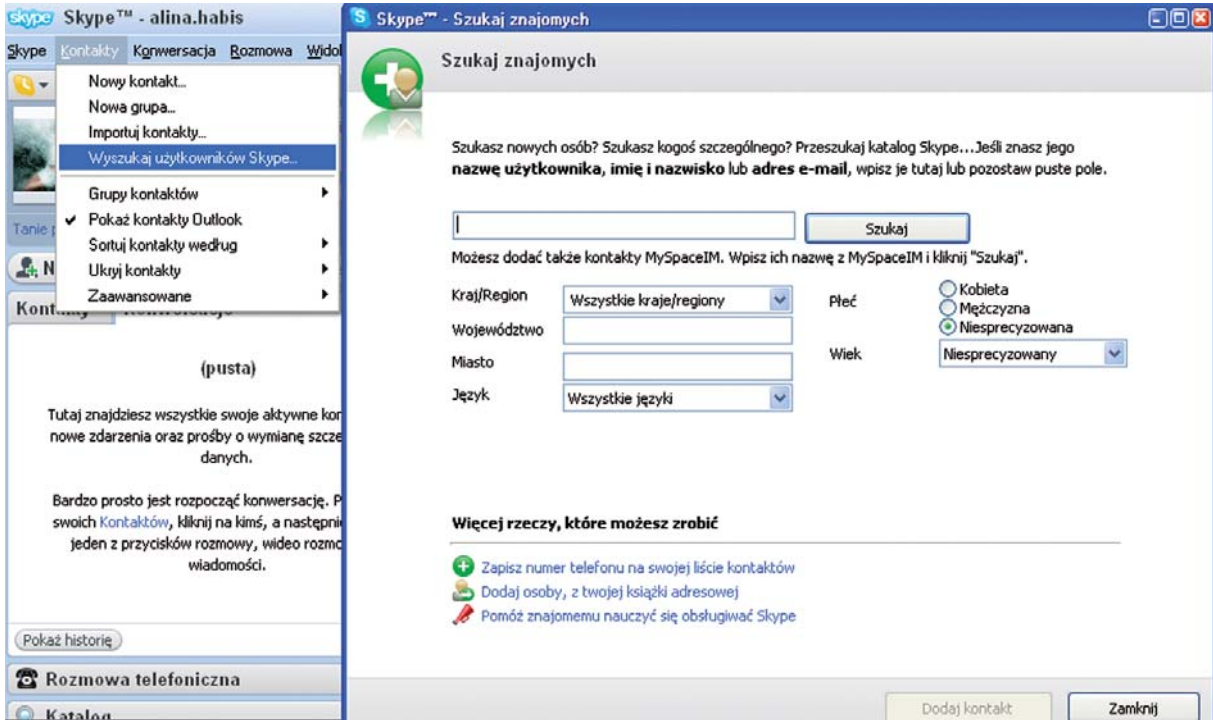 skype Skype™ - alina.habis
Skype Kontakty Konwersacja Rozmowa
Nowy kontakt...
Nowa grupa...
Importuj kontakty...
Wyszukaj użytkowników Skype...
Grupy kontaktów
Pokaż kontakty Outlook
Sortuj kontakty według
Ukryj kontakty
Zaawansowane
Tanie
(pusta)
Tutaj znajdziesz wszystkie swoje aktywne
nowe zdarzenia oraz prośby o wymianę
danych.
Bardzo prosto jest rozpocząć konwersację.
swoich Kontaktów, kliknij na kimś, a
jeden z przycisków rozmowy, wideo
wiadomości.
Pokaż historię
Rozmowa telefoniczna
Katalog
Skype™ - Szukaj znajomych
Szukaj znajomych
Szukasz nowych osób? Szukasz kogoś szczególnego? Przeszukaj katalog Skype...Jeśli znasz jego
nazwę użytkownika, imię i nazwisko lub adres e-mail, wpisz je tutaj lub pozostaw puste pole.
Szukaj
Możesz dodać także kontakty MySpaceIM. Wpisz ich nazwę z MySpaceIM i kliknij "Szukaj".
Kraj/Region Wszystkie kraje/regiony
Województwo
Miasto
Język Wszystkie języki
Płeć
Kobieta
Mężczyzna
Niesprecyzowana
Wiek Niesprecyzowany
Więcej rzeczy, które możesz zrobić
Zapisz numer telefonu na swojej liście kontaktów
Dodaj osoby, z twojej książki adresowej
Pomóż znajomemu nauczyć się obsługiwać Skype
Dodaj kontakt Zamknij